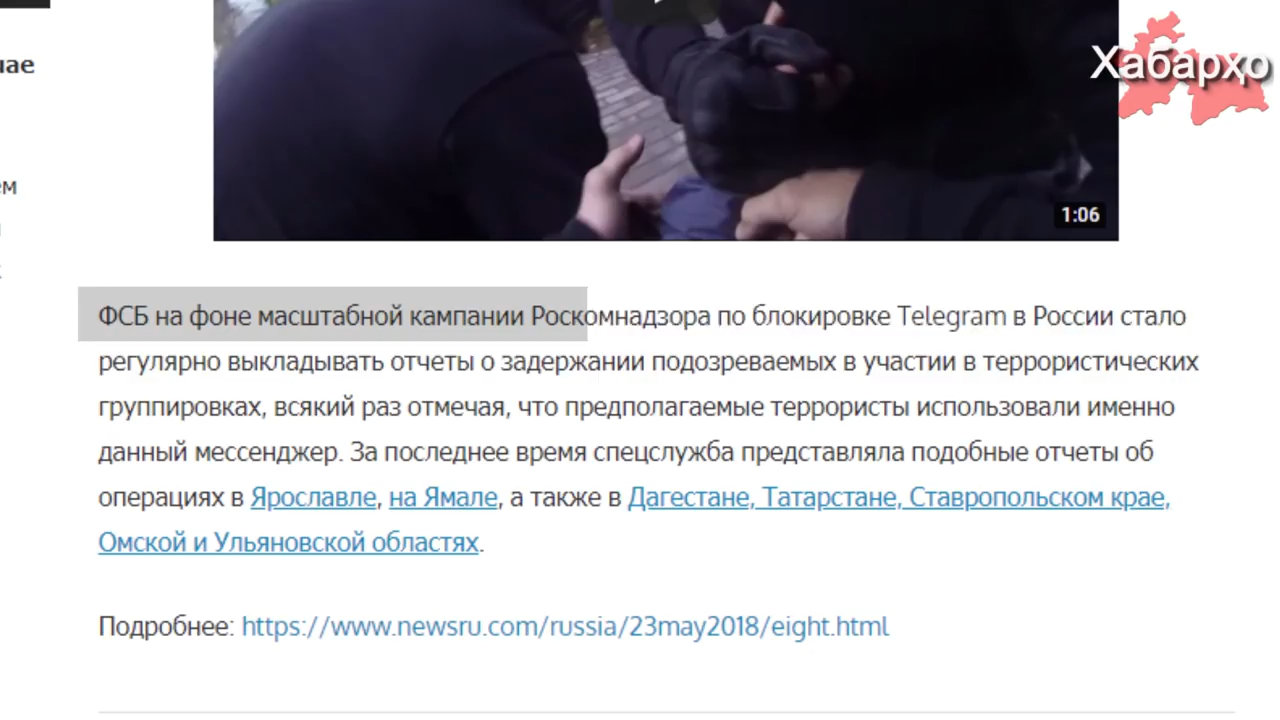 Хабарҳо
1:06
ФСБ на фоне масштабной кампании Роскомнадзора по блокировке Telegram в России стало
регулярно выкладывать отчеты о задержании подозреваемых в участии в террористических
группировках, всякий раз отмечая, что предполагаемые террористы использовали именно
данный мессенджер. За последнее время спецслужба представляла подобные отчеты об
операциях в Ярославле, на Ямале, а также в Дагестане, Татарстане, Ставропольском крае,
Омской и Ульяновской областях.
Подробнее: https://www.newsru.com/russia/23may2018/eight.html